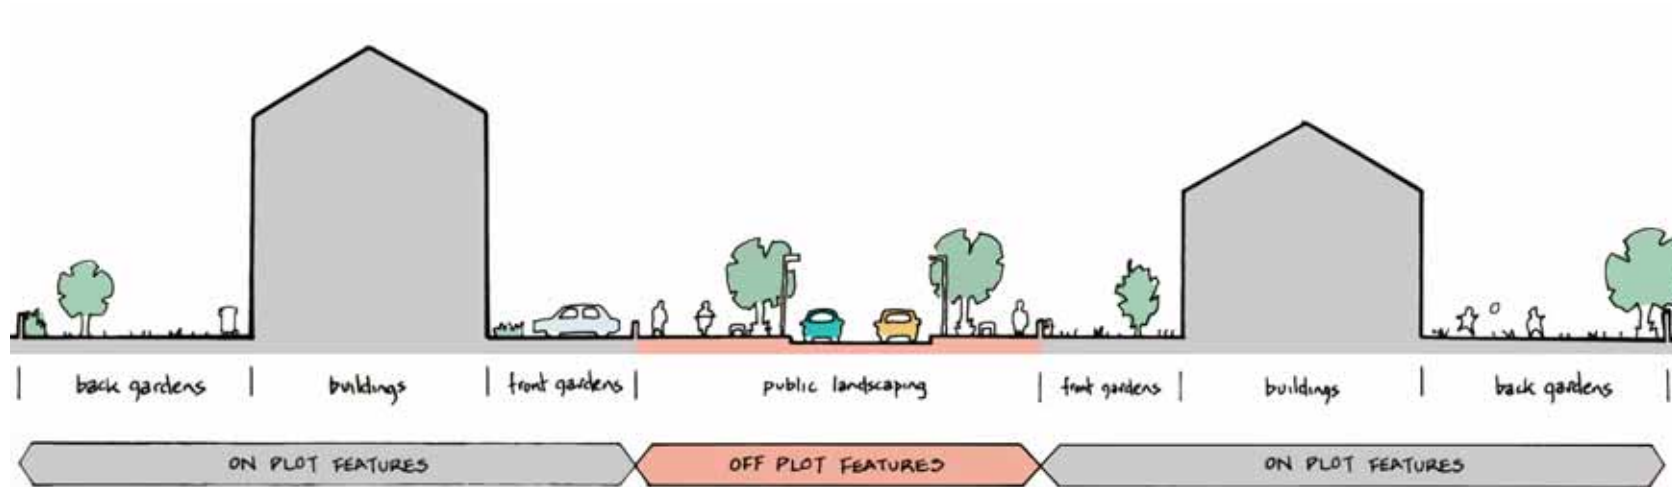 back gardens
buildings
front gardens
public landscaping
front gardens
buildings
back gardens
ON PLOT FEATURES
OFF PLOT FEATURES
ON PLOT FEATURES